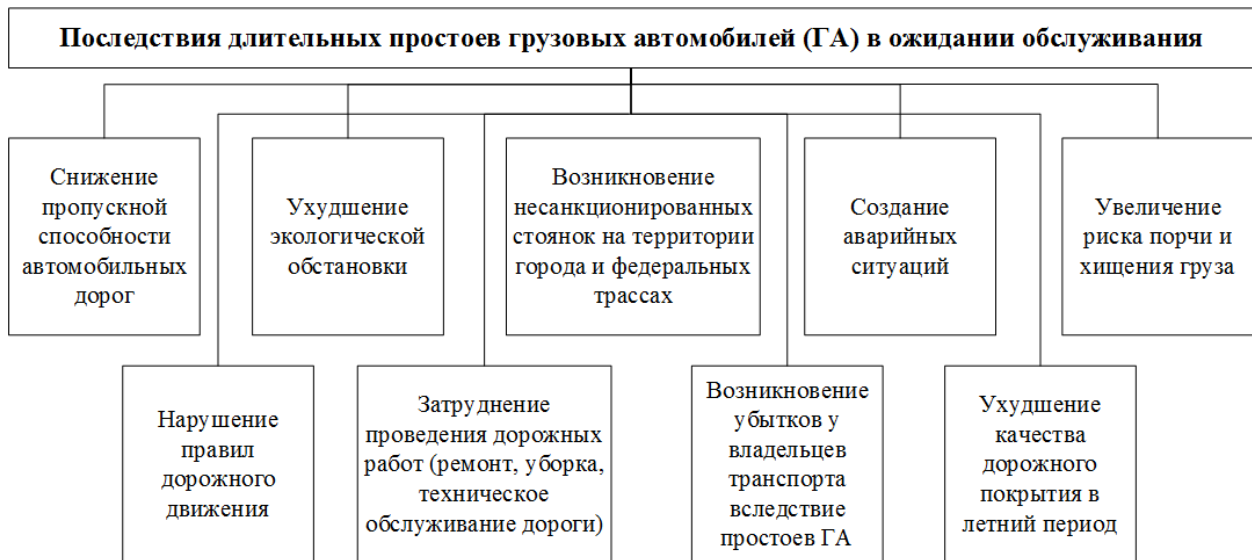 Последствия длительных простоев грузовых автомобилей (ГА) в ожидании обслуживания
Снижение
пропускной
способности
автомобильных
дорог
Ухудшение
экологической
обстановки
Возникновение
несанкционированных
стоянок на территории
города и федеральных
трассах
Создание
аварийных
ситуаций
Увеличение
риска порчи и
хищения груза
Нарушение
правил
дорожного
движения
Затруднение
проведения дорожных
работ (ремонт, уборка,
техническое
обслуживание дороги)
Возникновение
убытков у
владельцев
транспорта
вследствие
простоев ГА
Ухудшение
качества
дорожного
покрытия в
летний период